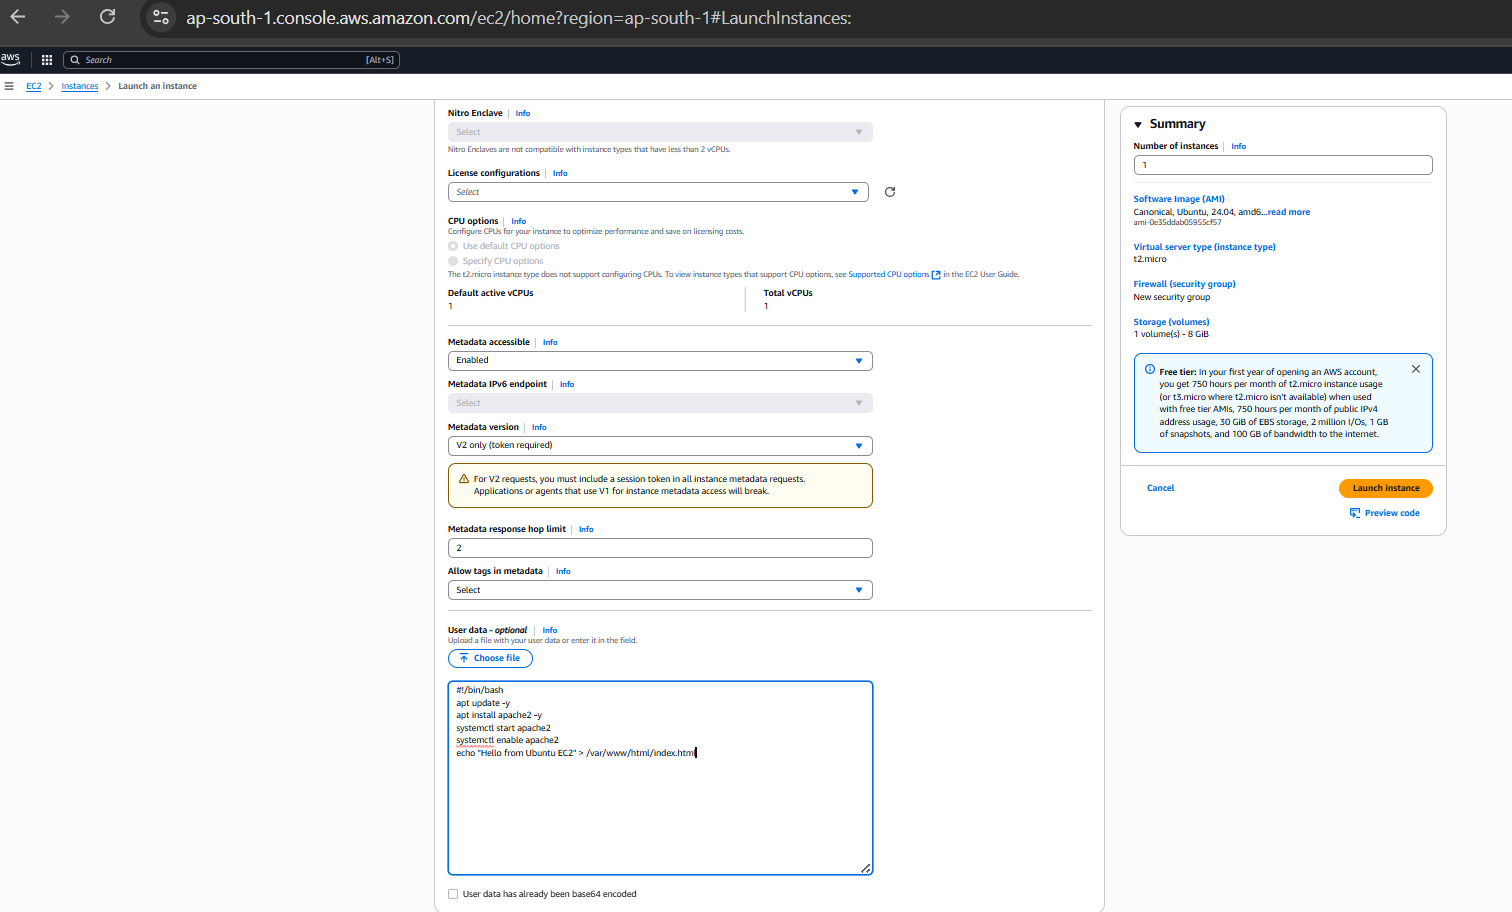 ap-south-1.console.aws.amazon.com/ec2/home?region=ap-south-1#LaunchInstances:
aws
Search
[Alt+S]
EC2 > Instances > Launch an instance
Nitro Enclave | Info
Select
Nitro Enclaves are not compatible with instance types that have less than 2 vCPUs.
License configurations | Info
Select
CPU options | Info
Configure CPUs for your instance to optimize performance and save on licensing costs.
Use default CPU options
Specify CPU options
The t2.micro instance type does not support configuring CPUs. To view instance types that support CPU options, see Supported CPU options in the EC2 User Guide.
Default active vCPUs
1
Total vCPUs
1
Metadata accessible | Info
Enabled
Metadata IPv6 endpoint | Info
Select
Metadata version | Info
V2 only (token required)
For V2 requests, you must include a session token in all instance metadata requests.
Applications or agents that use V1 for instance metadata access will break.
Metadata response hop limit | Info
2
Allow tags in metadata | Info
Select
User data - optional | Info
Upload a file with your user data or enter it in the field.
Choose file
#!/bin/bash
apt update -y
apt install apache2 -y
systemctl start apache2
systemctl enable apache2
echo "Hello from Ubuntu EC2" > /var/www/html/index.html
User data has already been base64 encoded
Summary
Number of instances | Info
1
Software Image (AMI)
Canonical, Ubuntu, 24.04, amd6...read more
ami-0e35ddab05955cf57
Virtual server type (instance type)
t2.micro
Firewall (security group)
New security group
Storage (volumes)
1 volume(s) - 8 GiB
Free tier: In your first year of opening an AWS account,
you get 750 hours per month of t2.micro instance usage
(or t3.micro where t2.micro isn't available) when used
with free tier AMIs, 750 hours per month of public IPv4
address usage, 30 GiB of EBS storage, 2 million I/Os, 1 GB
of snapshots, and 100 GB of bandwidth to the internet.
Cancel
Launch instance
Preview code